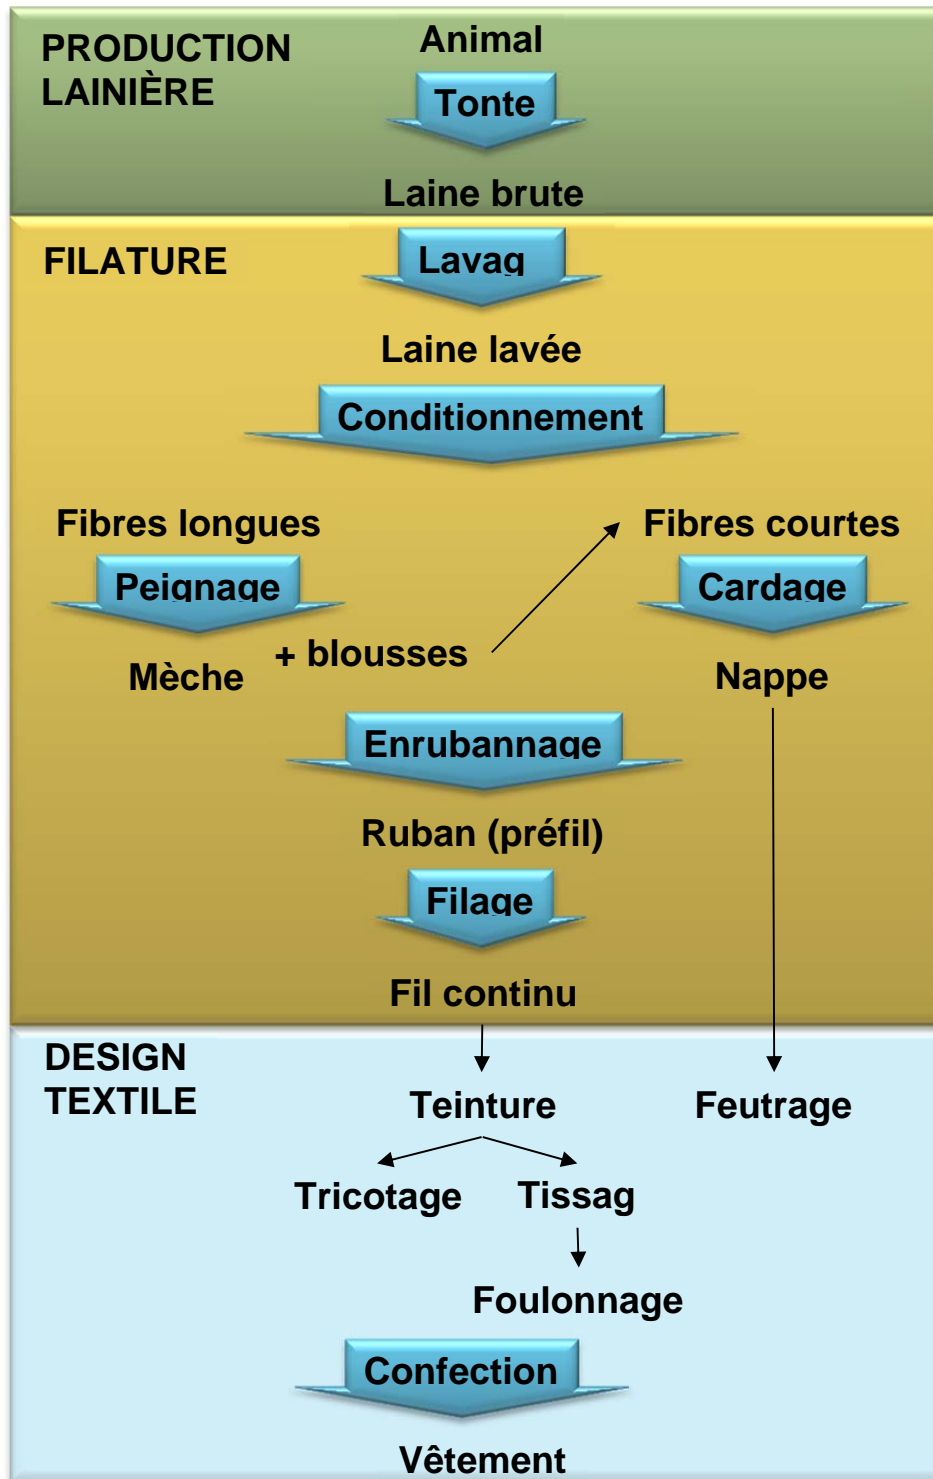 PRODUCTION
LAINIÈRE
Animal
Tonte
Laine brute
FILATURE
Lavag
Laine lavée
Conditionnement
Fibres longues
Fibres courtes
Peignage
Cardage
Mèche
+ blousses
Nappe
Enrubannage
Ruban (préfil)
Filage
Fil continu
DESIGN
TEXTILE
Teinture
Feutrage
Tricotage
Tissag
Foulonnage
Confection
Vêtement